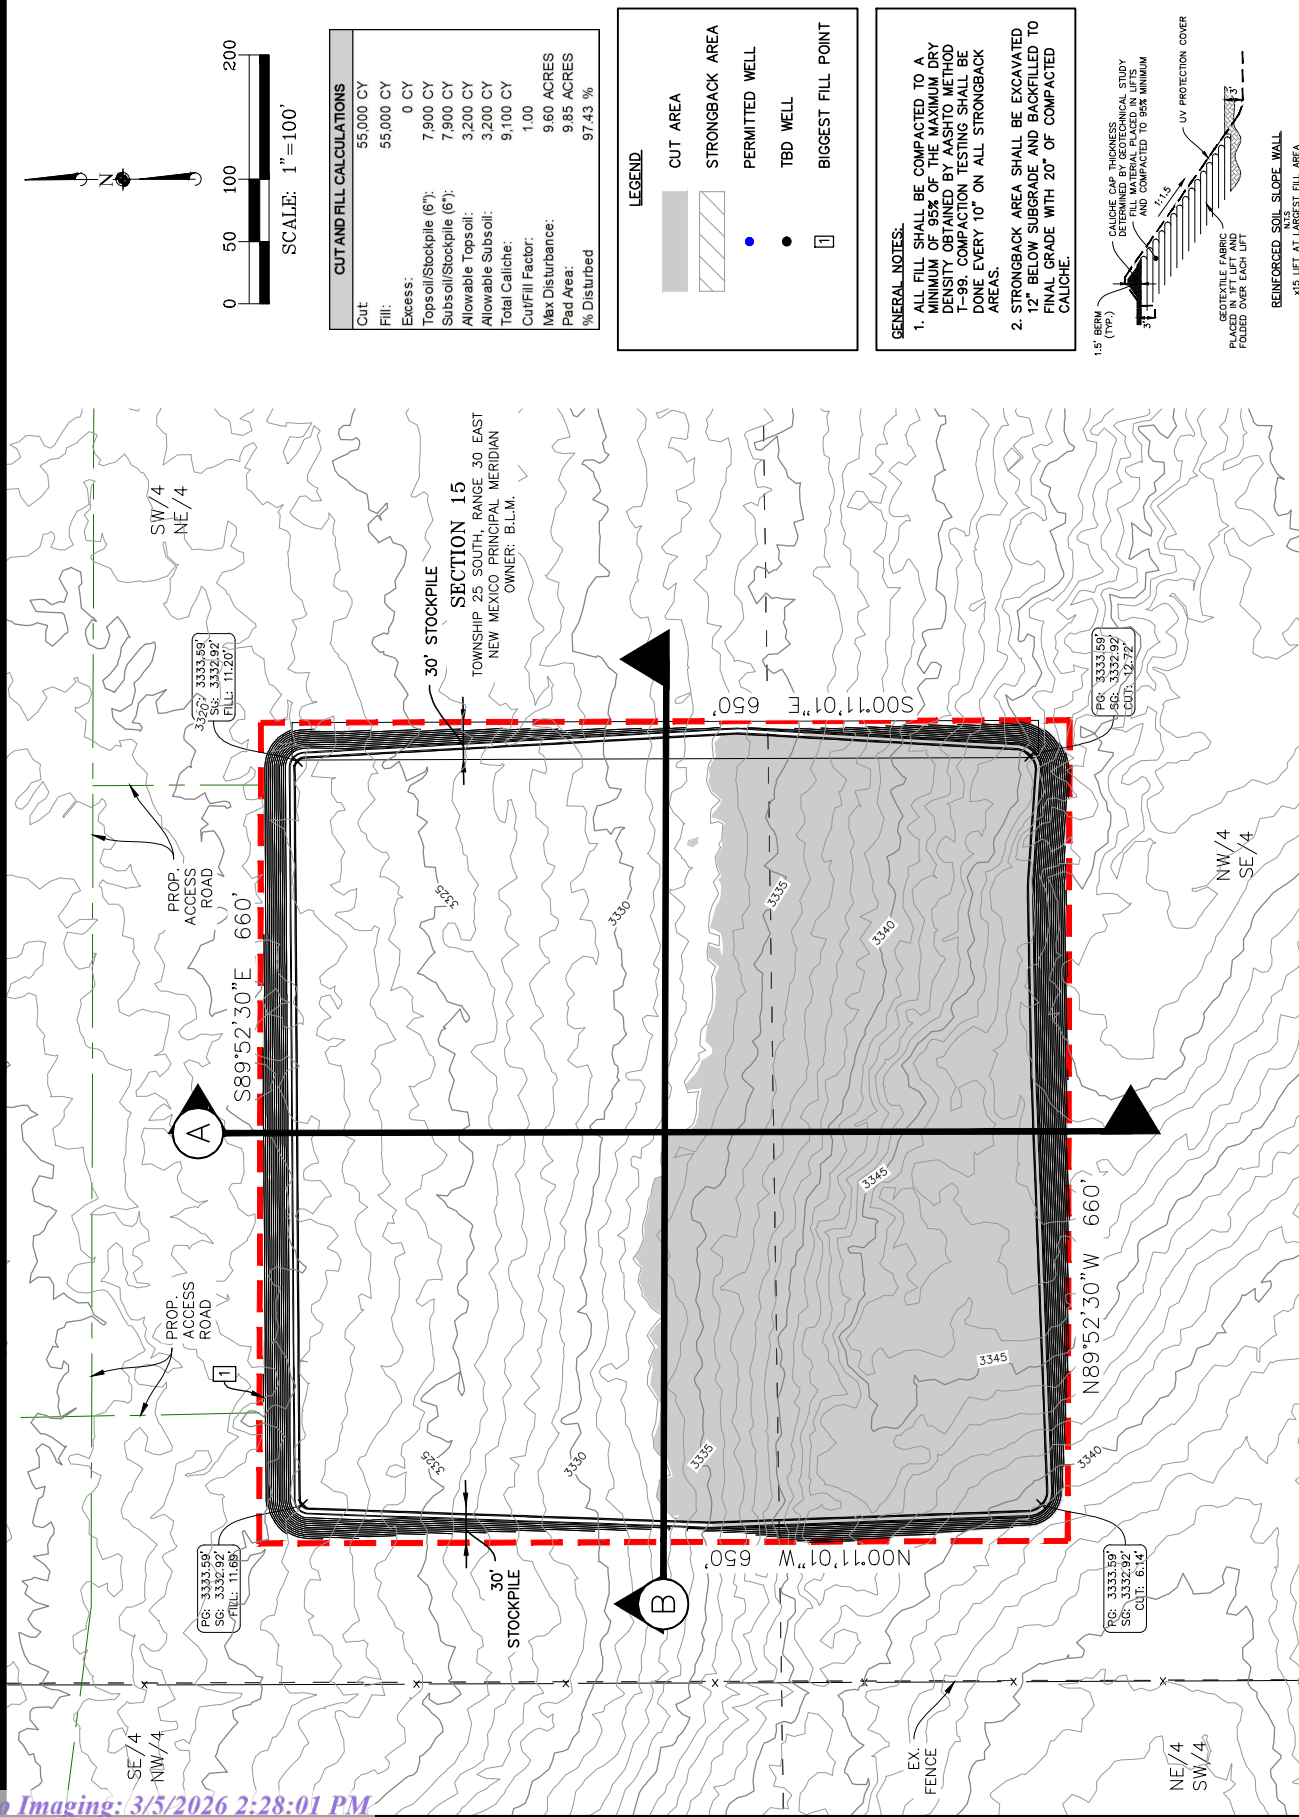 0
50
100
200
N
SCALE: 1"=100'
CUT AND FILL CALCULATIONS
Cut: 55,000 CY
Fill: 55,000 CY
Excess: 0 CY
Topsoil/Stockpile (6"): 7,900 CY
Subsoil/Stockpile (6"): 7,900 CY
Allowable Topsoil: 3,200 CY
Allowable Subsoil: 3,200 CY
Total Caliche: 9,100 CY
Cut/Fill Factor: 1.00
Max Disturbance: 9.60 ACRES
Pad Area: 9.85 ACRES
% Disturbed 97.43 %
LEGEND
CUT AREA
STRONGBACK AREA
PERMITTED WELL
TBD WELL
1 BIGGEST FILL POINT
GENERAL NOTES:
1. ALL FILL SHALL BE COMPACTED TO A
MINIMUM OF 95% OF THE MAXIMUM DRY
DENSITY OBTAINED BY AASHTO METHOD
T-99. COMPACTION TESTING SHALL BE
DONE EVERY 10" ON ALL STRONGBACK
AREAS.
2. STRONGBACK AREA SHALL BE EXCAVATED
12" BELOW SUBGRADE AND BACKFILLED TO
FINAL GRADE WITH 20" OF COMPACTED
CALICHE.
1.5' BERM
(TYP.)
CALICHE CAP THICKNESS
DETERMINED BY GEOTECHNICAL STUDY
FILL MATERIAL PLACED IN LIFTS
AND COMPACTED TO 95% MINIMUM
UV PROTECTION COVER
1:1.5
3'
3'
GEOTEXTILE FABRIC
PLACED IN 1FT LIFT AND
FOLDED OVER EACH LIFT
REINFORCED SOIL SLOPE WALL
N.T.S
x15 LIFT AT LARGEST FILL AREA
SW/4
NE/4
SECTION 15
TOWNSHIP 25 SOUTH, RANGE 30 EAST
NEW MEXICO PRINCIPAL MERIDIAN
OWNER: B.L.M.
30' STOCKPILE
3320
PG: 3333.59'
SG: 3332.92'
FILL: 11.20'
PG: 3333.59'
SG: 3332.92'
CUT: 12.72'
S00°11'01"E
650'
PROP.
ACCESS
ROAD
S89°52'30"E 660'
3325
3330
3335
3340
NW/4
SE/4
A
3345
N89°52'30"W 660'
PROP.
ACCESS
ROAD
1
3325
3330
3335
3345
3340
N00°11'01"W
650'
PG: 3333.59'
SG: 3332.92'
FILL: 11.69'
30'
STOCKPILE
B
PG: 3333.59'
SG: 3332.92'
CUT: 6.14'
SE/4
NW/4
EX.
FENCE
NE/4
SW/4
Imaging: 3/5/2026 2:28:01 PM